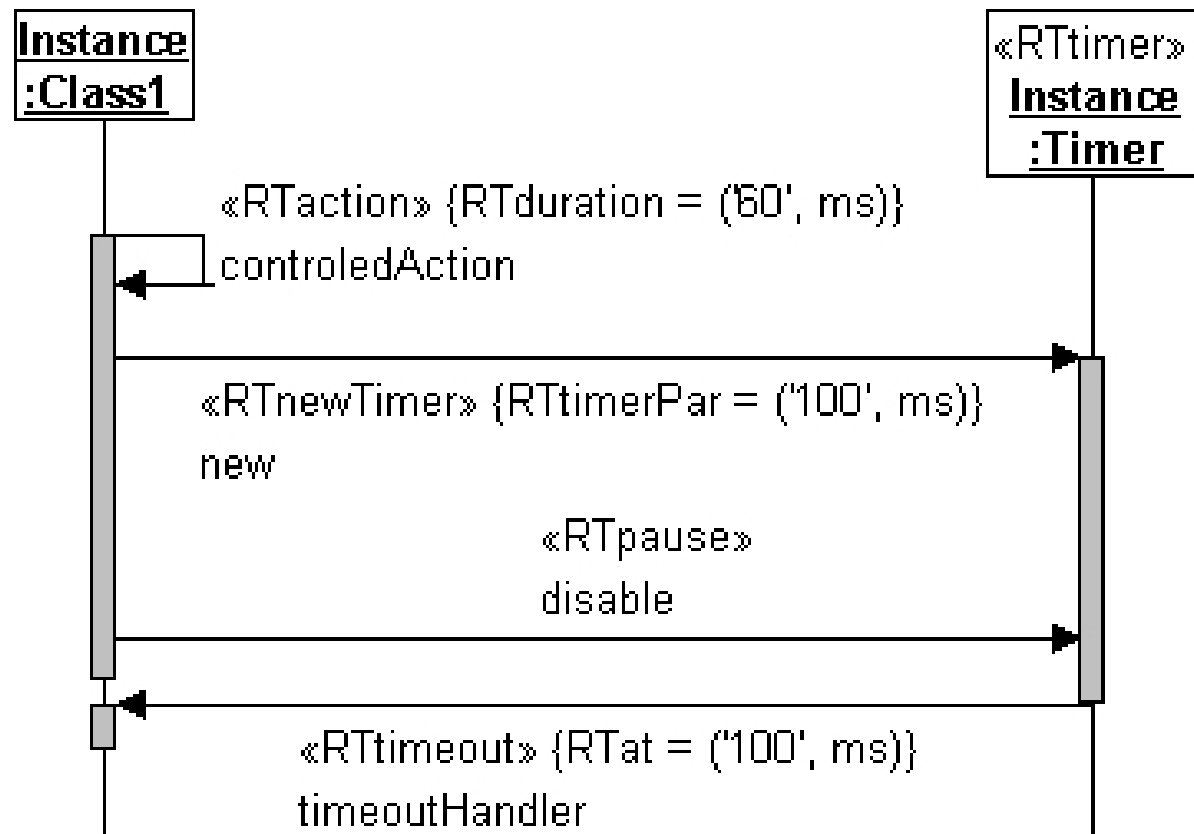 Instance
:Class1
«RTtimer»
Instance
:Timer
«RTaction» {RTduration = ('60', ms)}
controledAction
«RTnewTimer» {RTtimerPar = ('100', ms)}
new
«RTpause»
disable
«RTtimeout» {RTat = ('100', ms)}
timeoutHandler